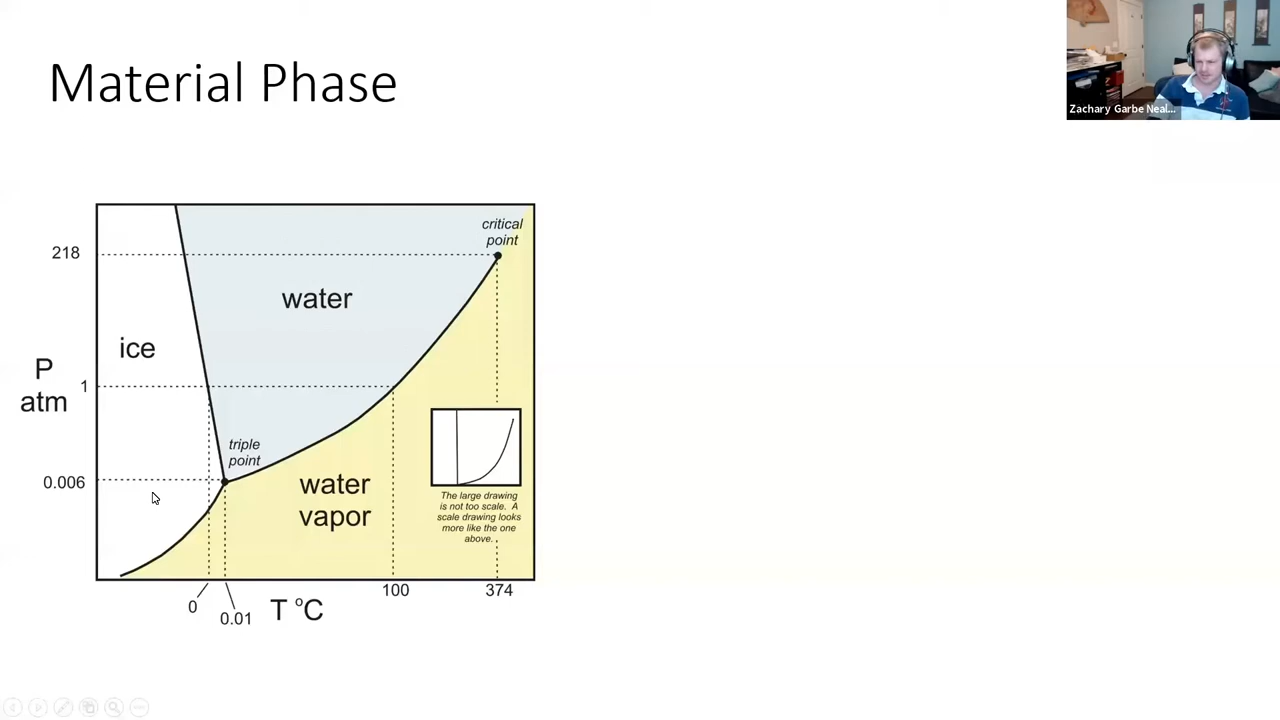 Material Phase
Zachary Garbe Neal...
critical
point
218
water
ice
P
atm
1
triple
point
0.006
water
vapor
The large drawing
is not too scale. A
scale drawing looks
more like the one
above. .
0
0.01
T °C
100
374